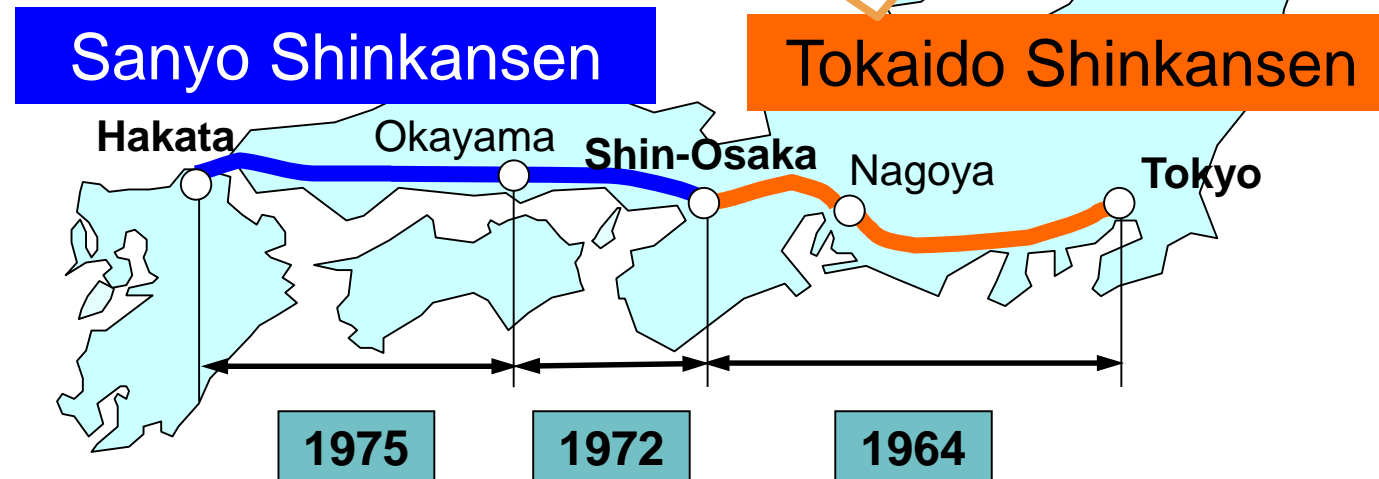 Sanyo Shinkansen
Tokaido Shinkansen
Hakata
Okayama
Shin-Osaka
Nagoya
Tokyo
1975
1972
1964